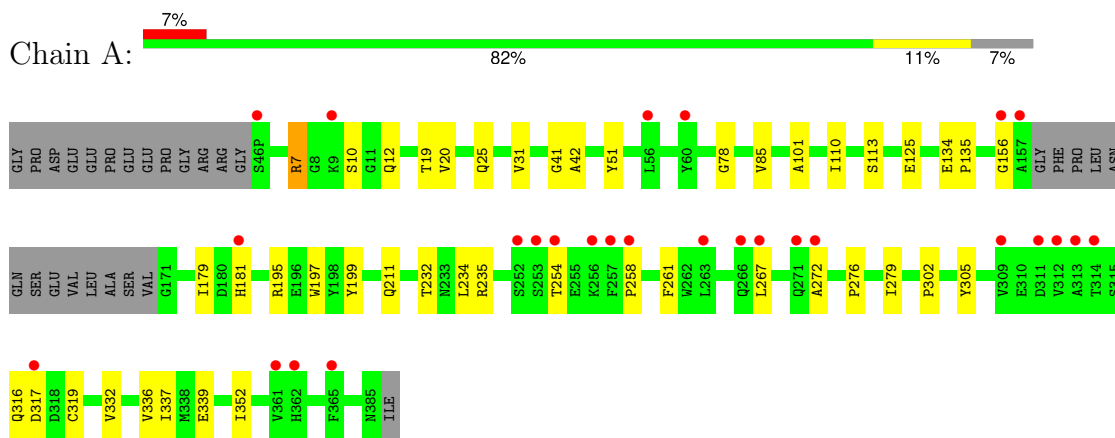 7%
Chain A:
82% 11% 7%
GLY PRO ASP GLU GLU PRO GLU GLU PRO GLY ARG ARG GLY S46P R7 G8 K9 S10 G11 Q12 T19 V20 Q25 V31 G41 A42 Y51 L56 Y60 G78 V85 A101 I110 S113 E125 E134 P135 G156 A157 GLY PHE PRO LEU ASN
GLN SER GLU VAL LEU ALA SER VAL G171 I179 D180 H181 R195 E196 W197 Y198 Y199 Q211 T232 N233 L234 R235 S252 S253 T254 E255 K256 F257 P258 F261 W262 L263 Q266 L267 Q271 A272 P276 I279 P302 Y305 V309 E310 D311 V312 A313 T314 S315
Q316 D317 D318 C319 V332 V336 I337 M338 E339 I352 V361 H362 F365 N385 ILE